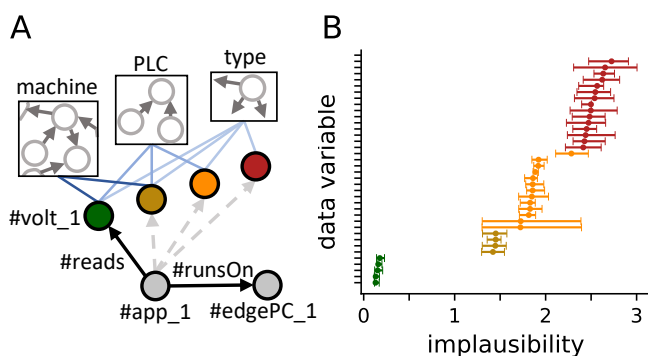 A
machine
PLC
type
#volt_1
#reads
#runsOn
#app_1
#edgePC_1
B
data variable
0
1
2
3
implausibility